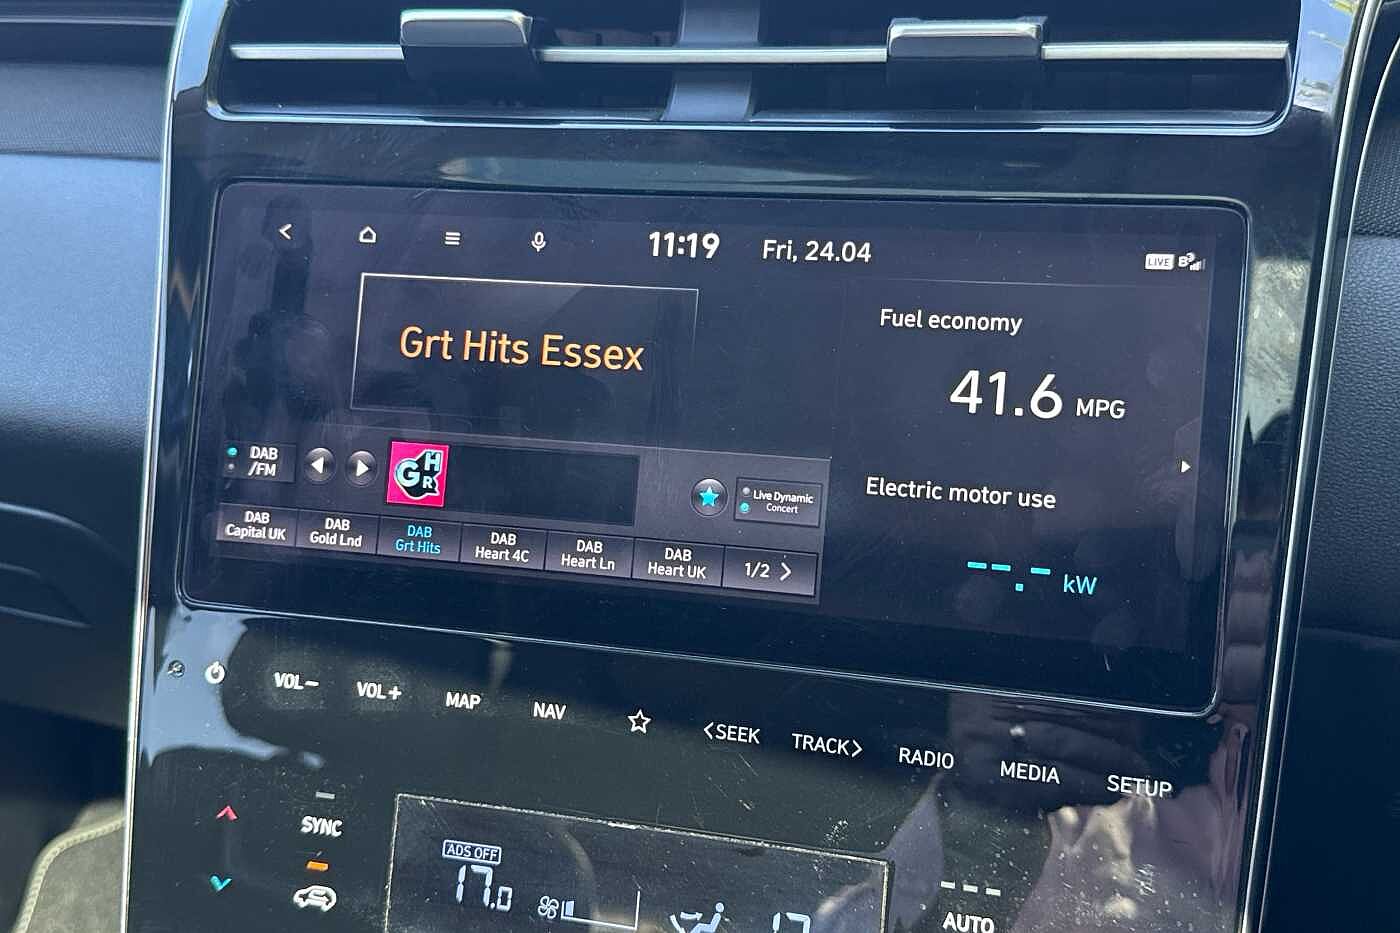 11:19 Fri, 24.04
LIVE
Grt Hits Essex
Fuel economy
41.6 MPG
Electric motor use
--.- kW
DAB
/FM
GHR
Live Dynamic
Concert
DAB
Capital UK
DAB
Gold Lnd
DAB
Grt Hits
DAB
Heart 4C
DAB
Heart Ln
DAB
Heart UK
1/2 >
VOL- VOL+ MAP NAV <SEEK TRACK> RADIO MEDIA SETUP
SYNC
ADS OFF
17.0
17
AUTO